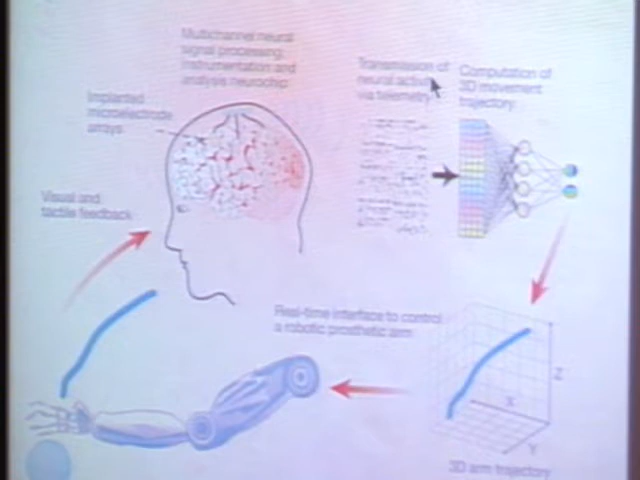 Multichannel neural
signal processing,
instrumentation and
analysis neurochip
Transmission of
neural activity
via telemetry
Computation of
3D movement
trajectory
Implanted
microelectrode
arrays
Visual and
tactile feedback
Real-time interface to control
a robotic prosthetic arm
Z
X
Y
3D arm trajectory